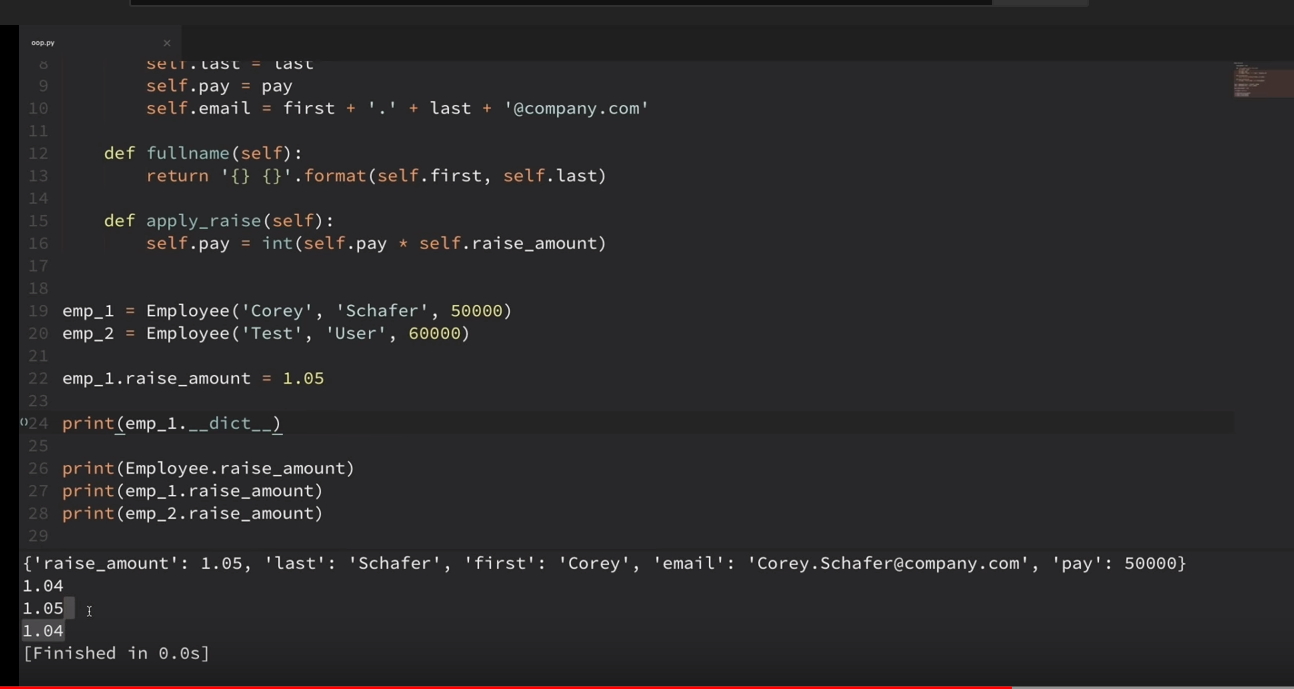 oop.py ×
8 self.last = last
9 self.pay = pay
10 self.email = first + '.' + last + '@company.com'
11
12 def fullname(self):
13 return '{} {}'.format(self.first, self.last)
14
15 def apply_raise(self):
16 self.pay = int(self.pay * self.raise_amount)
17
18
19 emp_1 = Employee('Corey', 'Schafer', 50000)
20 emp_2 = Employee('Test', 'User', 60000)
21
22 emp_1.raise_amount = 1.05
23
24 print(emp_1.__dict__)
25
26 print(Employee.raise_amount)
27 print(emp_1.raise_amount)
28 print(emp_2.raise_amount)
29
{'raise_amount': 1.05, 'last': 'Schafer', 'first': 'Corey', 'email': 'Corey.Schafer@company.com', 'pay': 50000}
1.04
1.05
1.04
[Finished in 0.0s]